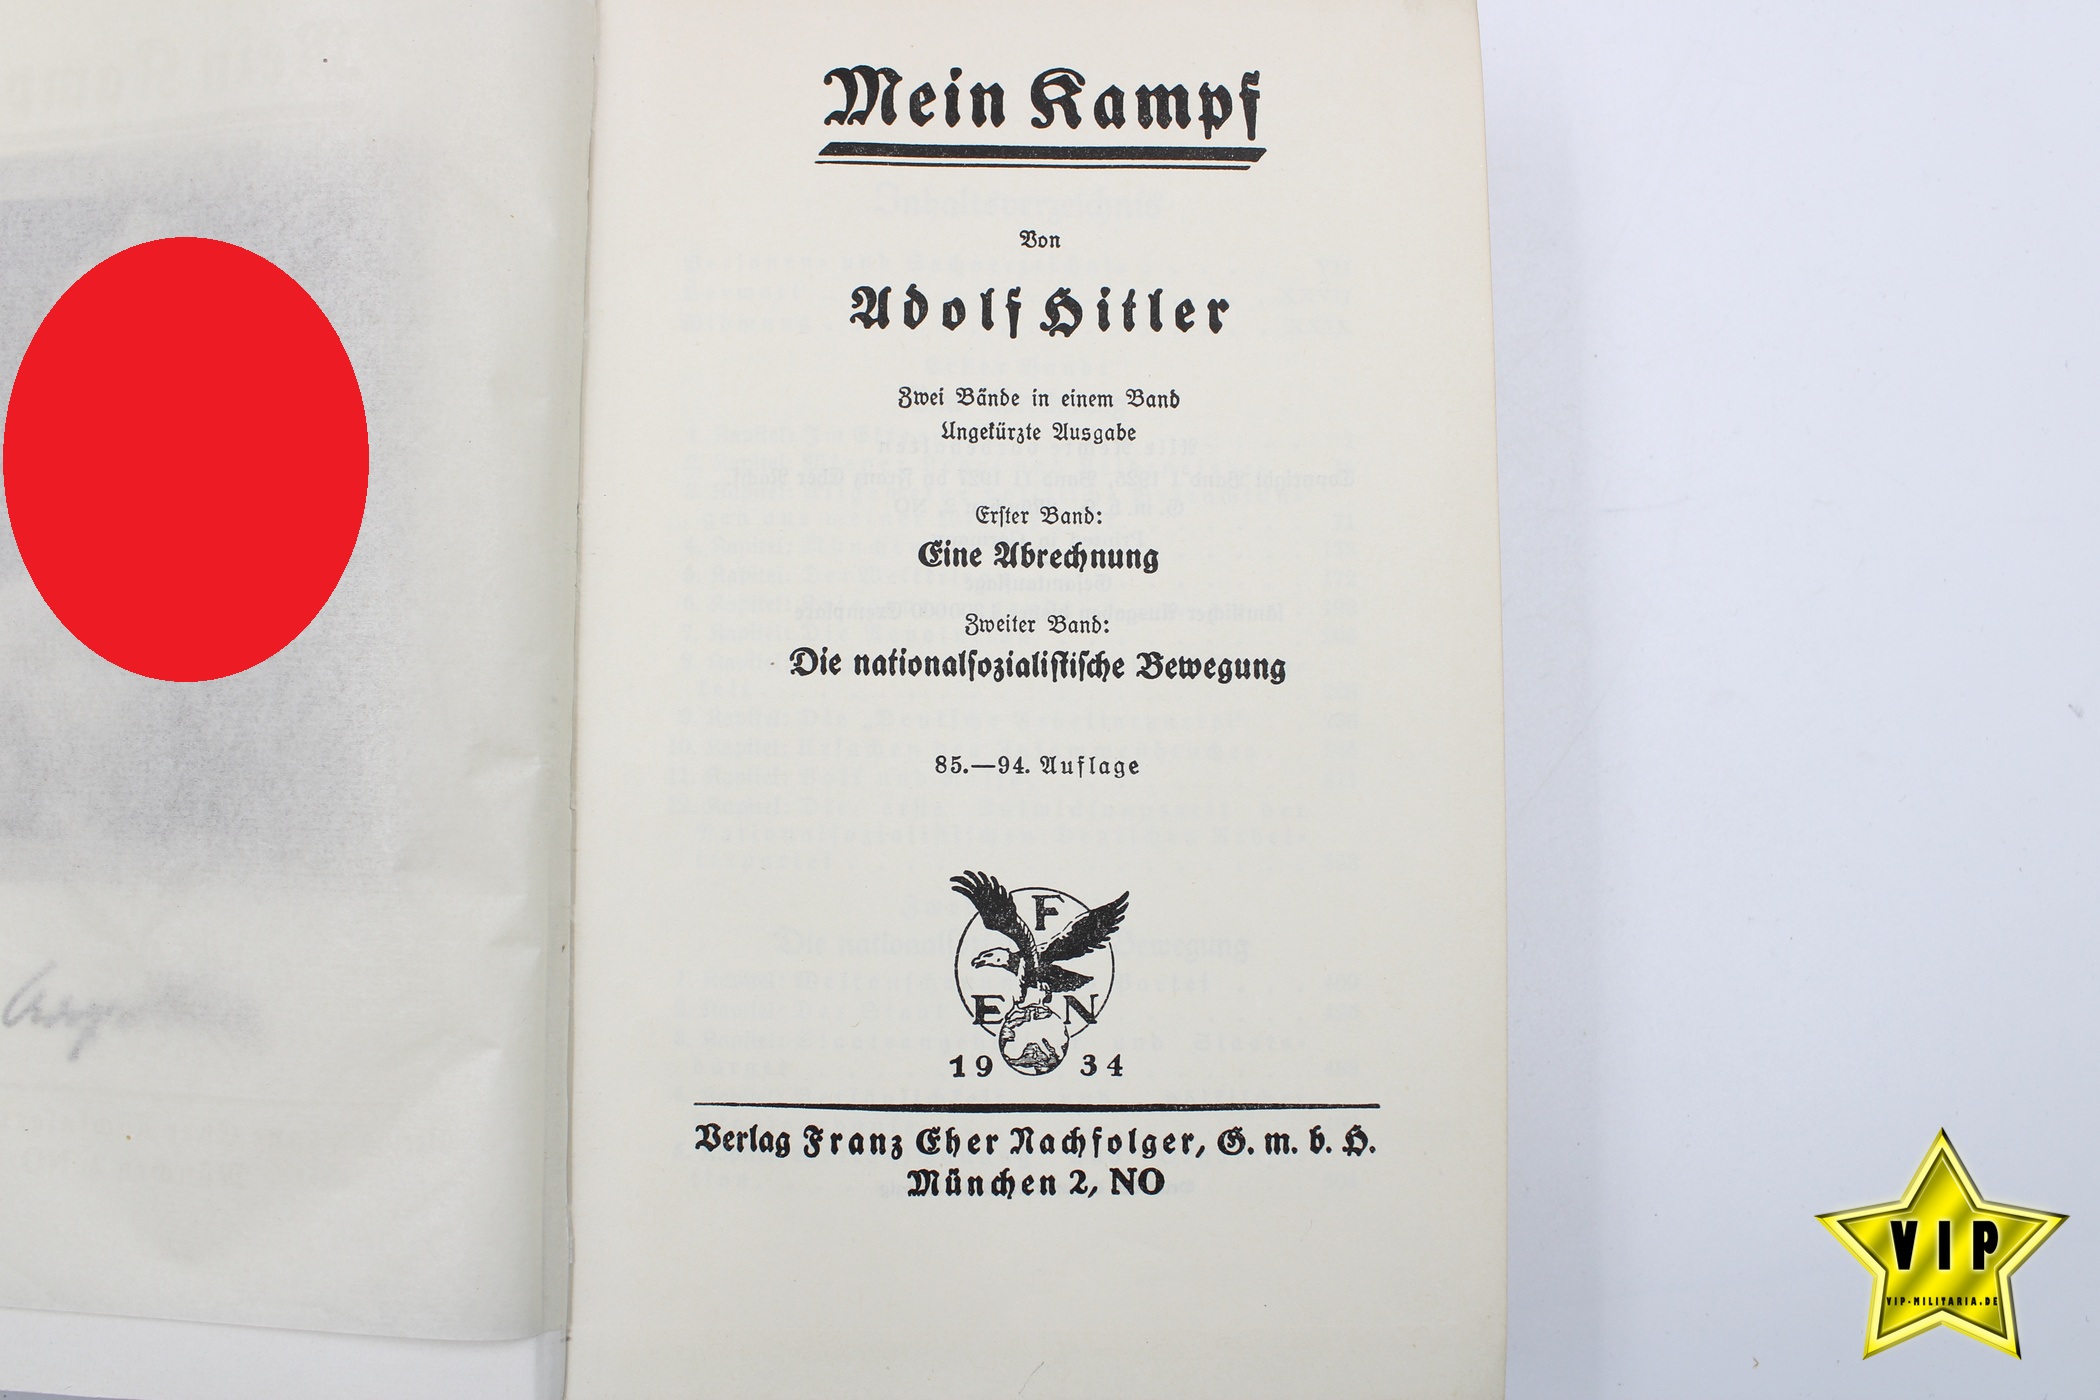 Mein Kampf
Von
Adolf Hitler
Zwei Bände in einem Band
Ungekürzte Ausgabe
Erster Band:
Eine Abrechnung
Zweiter Band:
Die nationalsozialistische Bewegung
85.—94. Auflage
F
E N
19 34
Verlag Franz Eher Nachfolger, G. m. b. H.
München 2, NO
VIP
VIP-MILITARIA.DE